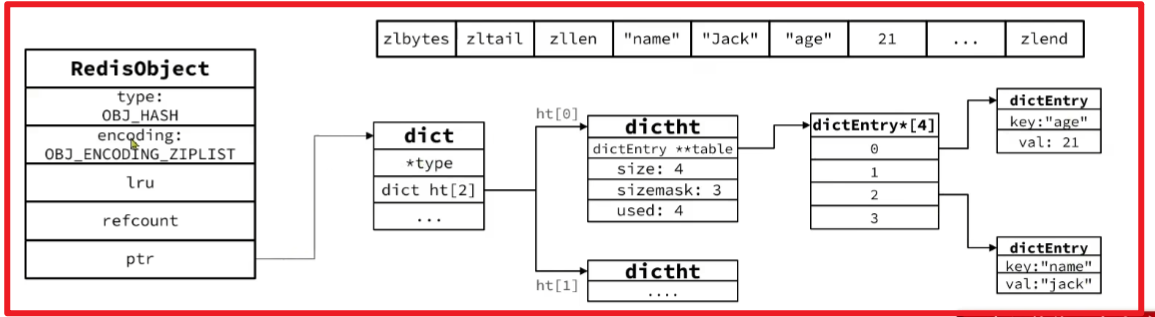 zlbytes zltail zllen "name" "Jack" "age" 21 ... zlend
RedisObject
type:
OBJ_HASH
encoding:
OBJ_ENCODING_ZIPLIST
lru
refcount
ptr
dict
*type
dict ht[2]
...
ht[0]
dictht
dictEntry **table
size: 4
sizemask: 3
used: 4
ht[1]
dictht
....
dictEntry*[4]
0
1
2
3
dictEntry
key:"age"
val: 21
dictEntry
key:"name"
val:"jack"